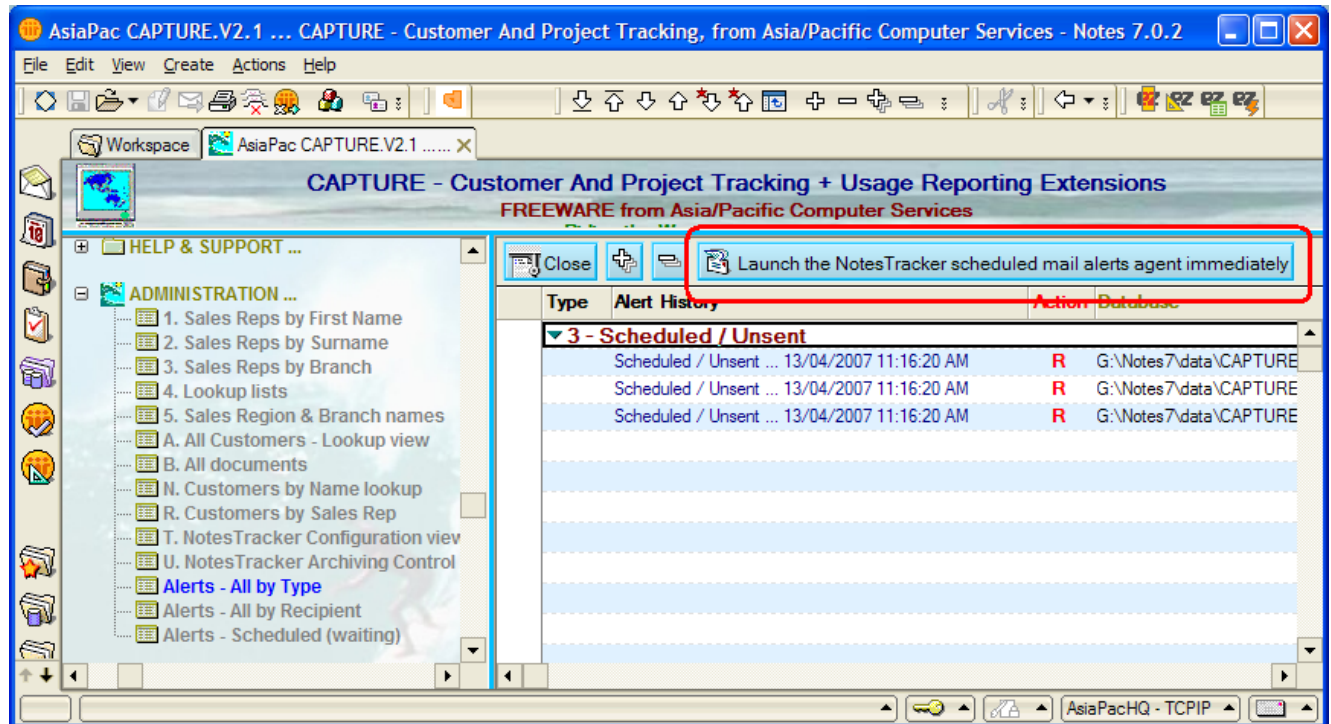 AsiaPac CAPTURE.V2.1 ... CAPTURE - Customer And Project Tracking, from Asia/Pacific Computer Services - Notes 7.0.2
File Edit View Create Actions Help
Workspace AsiaPac CAPTURE.V2.1 ......
CAPTURE - Customer And Project Tracking + Usage Reporting Extensions
FREEWARE from Asia/Pacific Computer Services
HELP & SUPPORT ...
ADMINISTRATION ...
1. Sales Reps by First Name
2. Sales Reps by Surname
3. Sales Reps by Branch
4. Lookup lists
5. Sales Region & Branch names
A. All Customers - Lookup view
B. All documents
N. Customers by Name lookup
R. Customers by Sales Rep
T. NotesTracker Configuration view
U. NotesTracker Archiving Control
Alerts - All by Type
Alerts - All by Recipient
Alerts - Scheduled (waiting)
Close Launch the NotesTracker scheduled mail alerts agent immediately
Type Alert History Action Database
3 - Scheduled / Unsent
Scheduled / Unsent ... 13/04/2007 11:16:20 AM R G:\Notes7\data\CAPTURE
Scheduled / Unsent ... 13/04/2007 11:16:20 AM R G:\Notes7\data\CAPTURE
Scheduled / Unsent ... 13/04/2007 11:16:20 AM R G:\Notes7\data\CAPTURE
AsiaPacHQ - TCPIP